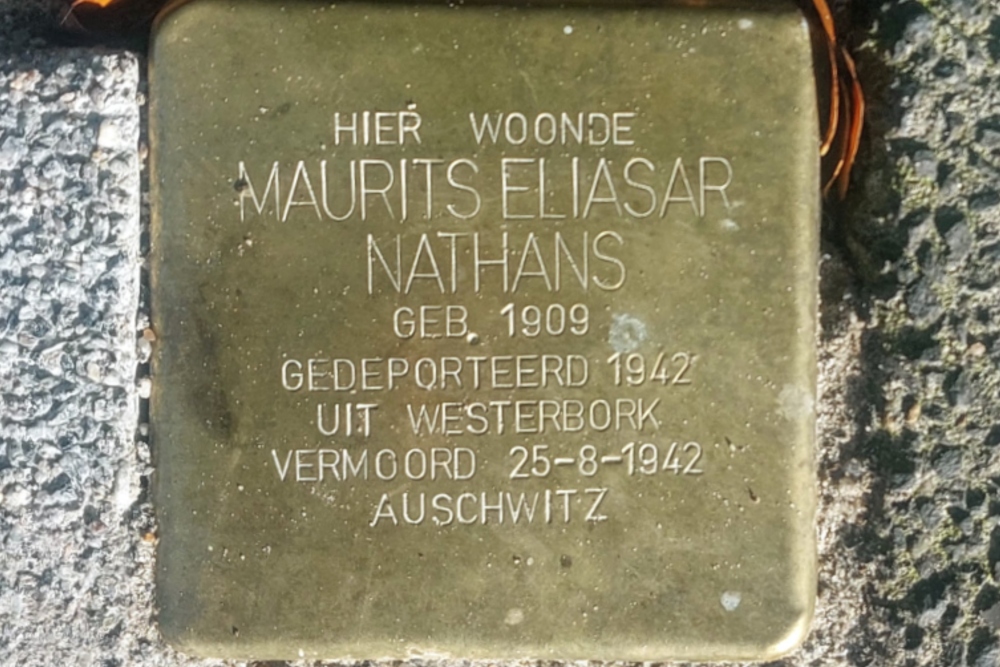 HIER WOONDE
MAURITS ELIASAR
NATHANS
GEB. 1909
GEDEPORTEERD 1942
UIT WESTERBORK
VERMOORD 25-8-1942
AUSCHWITZ